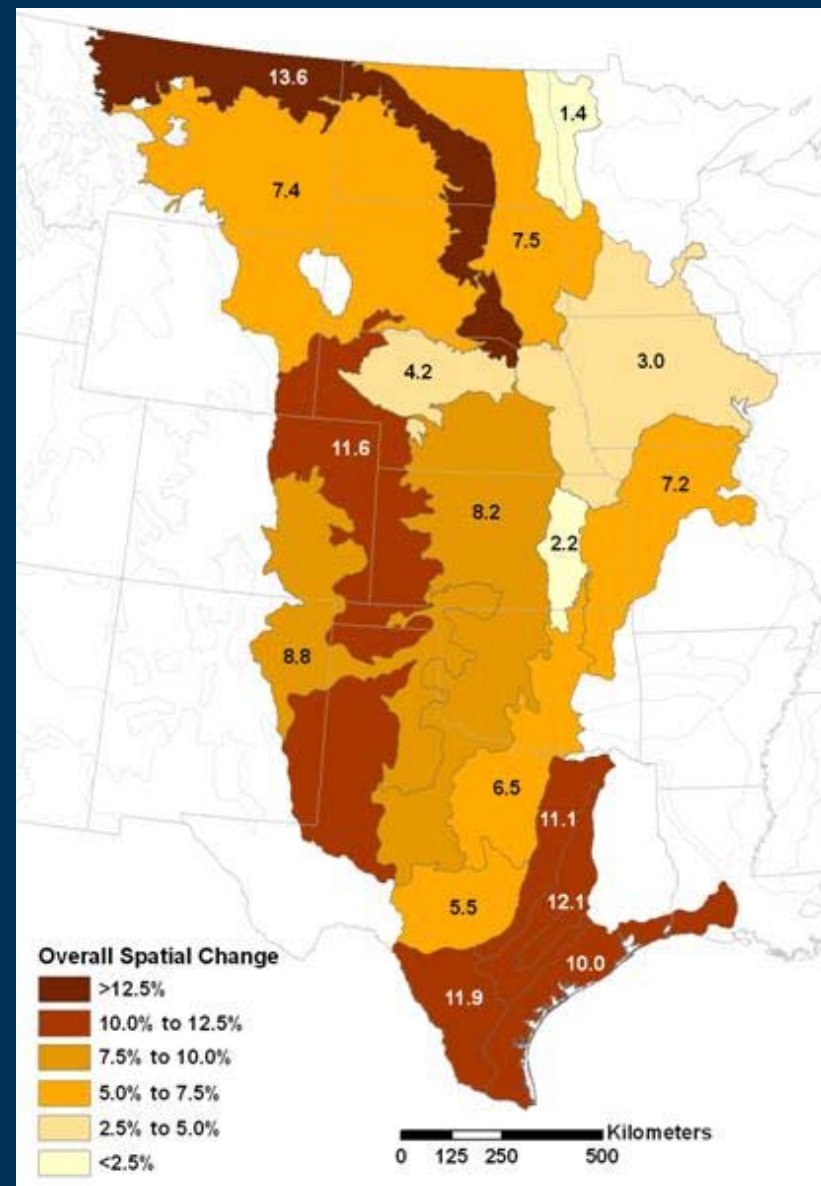 13.6
1.4
7.4
7.5
4.2
3.0
11.6
7.2
8.2
2.2
8.8
6.5
11.1
12.1
5.5
10.0
11.9
Overall Spatial Change
>12.5%
10.0% to 12.5%
7.5% to 10.0%
5.0% to 7.5%
2.5% to 5.0%
<2.5%
Kilometers
0 125 250 500